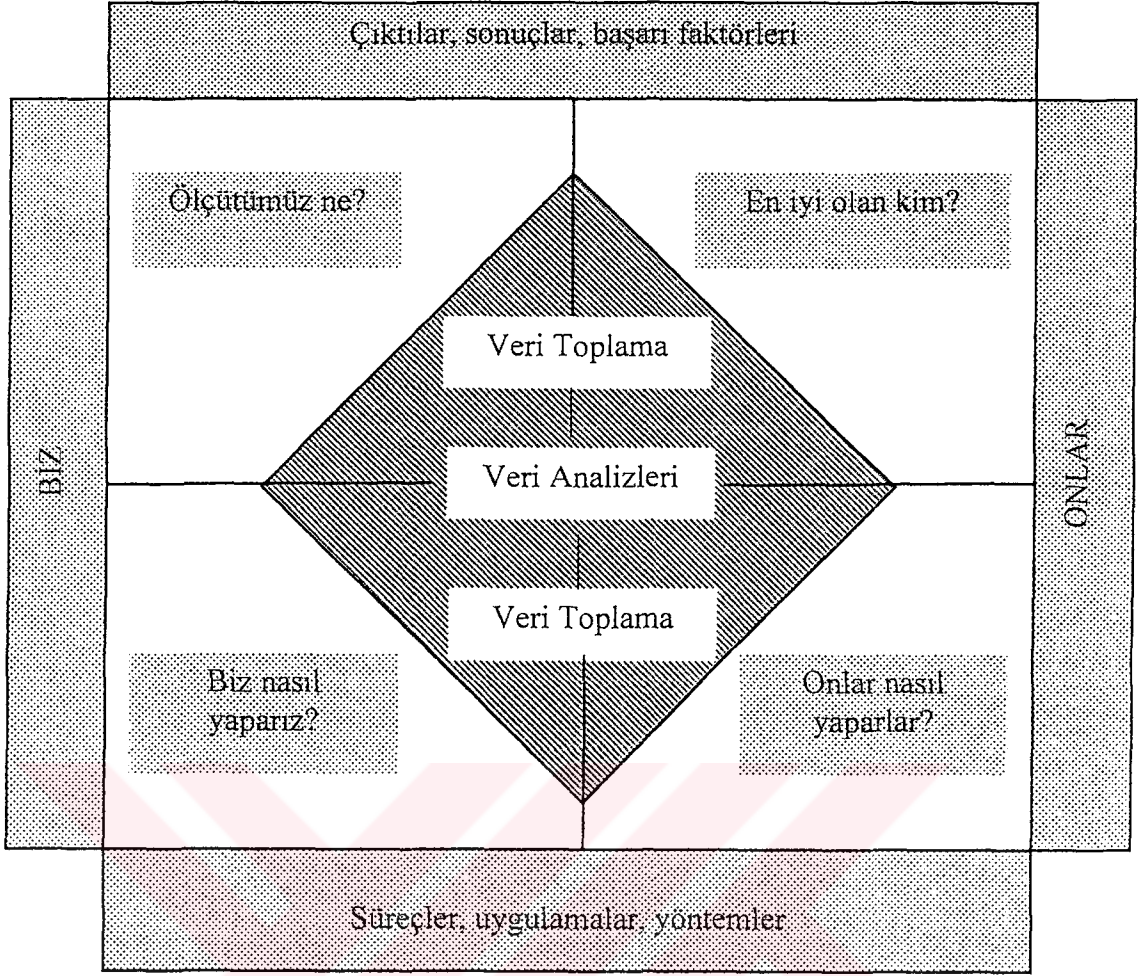 Çıktılar, sonuçlar, başarı faktörleri
Ölçütümüz ne?
En iyi olan kim?
Veri Toplama
BİZ
Veri Analizleri
ONLAR
Veri Toplama
Biz nasıl
yaparız?
Onlar nasıl
yaparlar?
Süreçler, uygulamalar, yöntemler